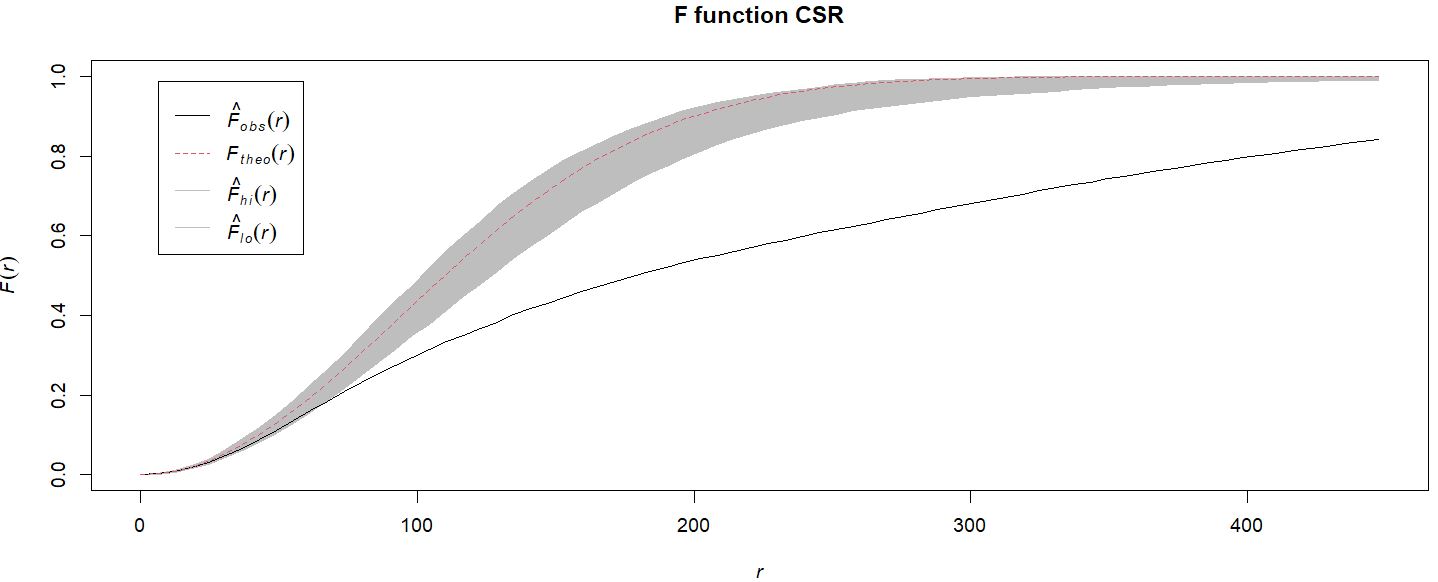 F function CSR
F̂obs(r)
Ftheo(r)
F̂hi(r)
F̂lo(r)
F(r)
1.0
0.8
0.6
0.4
0.2
0.0
0 100 200 300 400
r